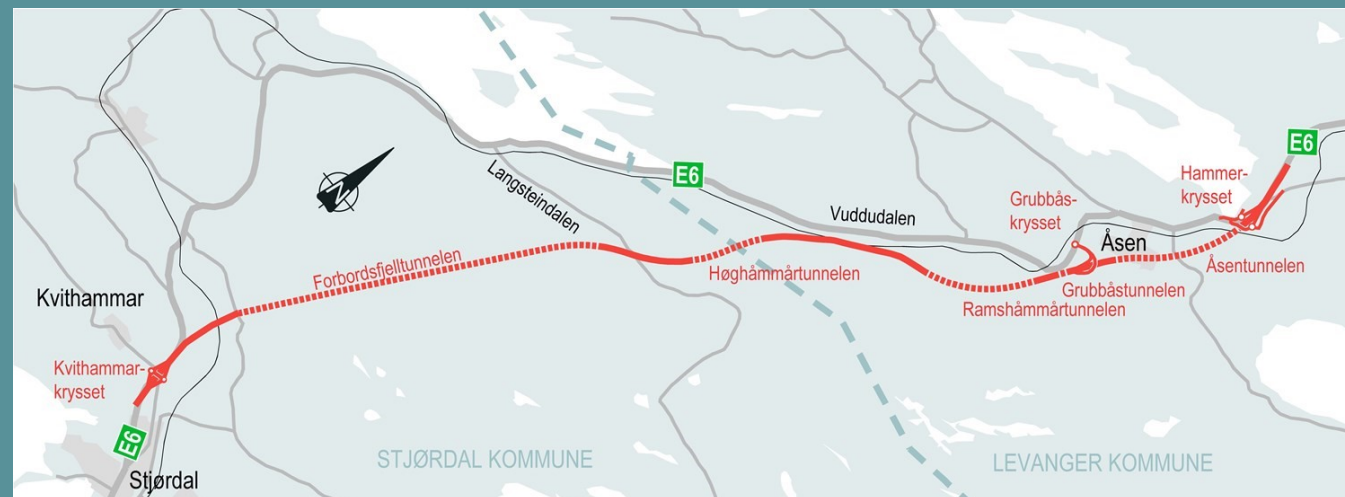 E6
Hammer-
krysset
Langsteindalen
E6
Grubbås-
krysset
Vuddudalen
Åsen
N
Forbordsfjelltunnelen
Høghåmmårtunnelen
Åsentunnelen
Kvithammar
Grubbåstunnelen
Ramshåmmårtunnelen
Kvithammar-
krysset
E6
STJØRDAL KOMMUNE
LEVANGER KOMMUNE
Stjørdal